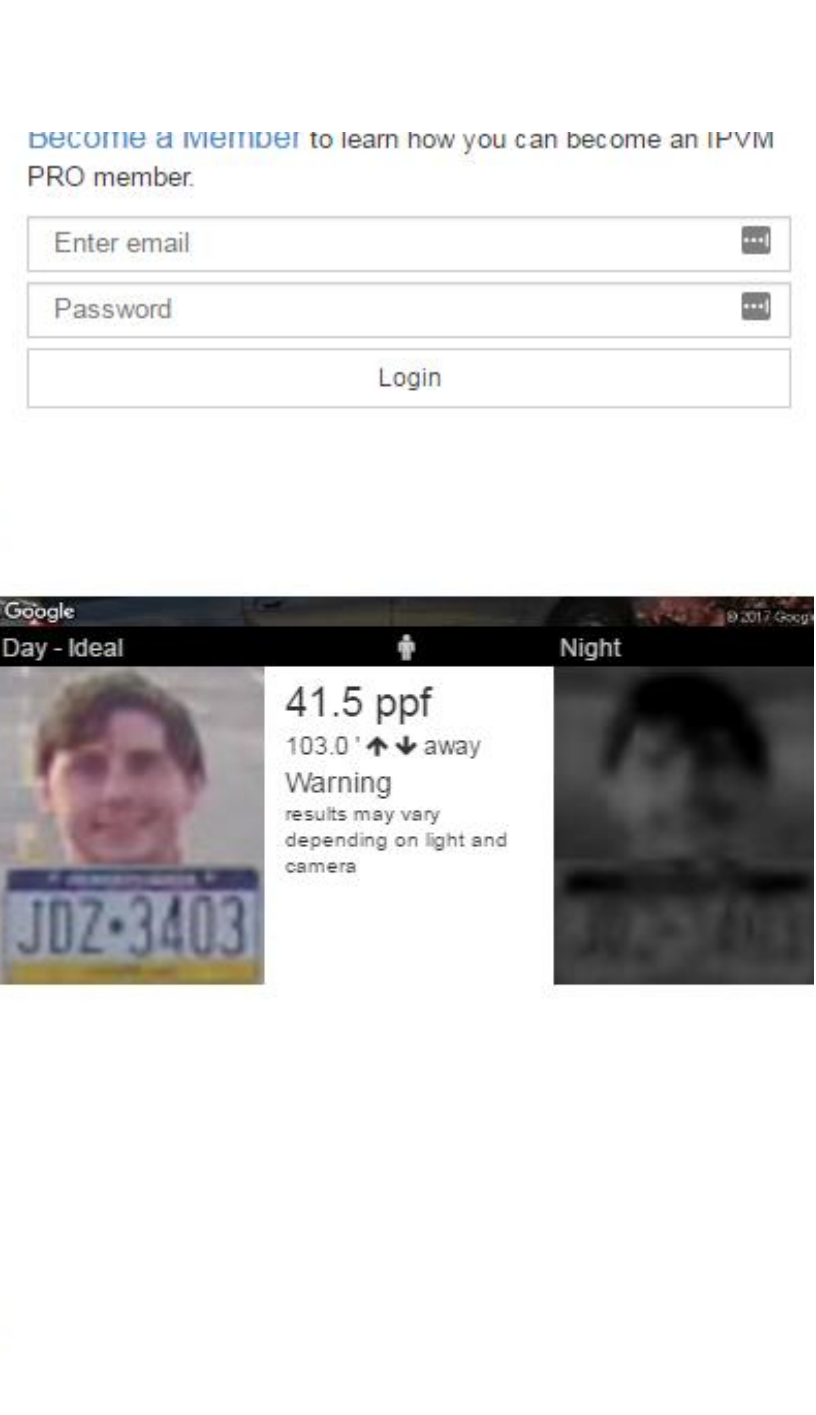 Become a Member to learn how you can become an IPVM
PRO member.
Enter email
Password
Login
Google
© 2017 Google
Day - Ideal
Night
41.5 ppf
103.0 ' away
Warning
results may vary
depending on light and
camera
JDZ•3403